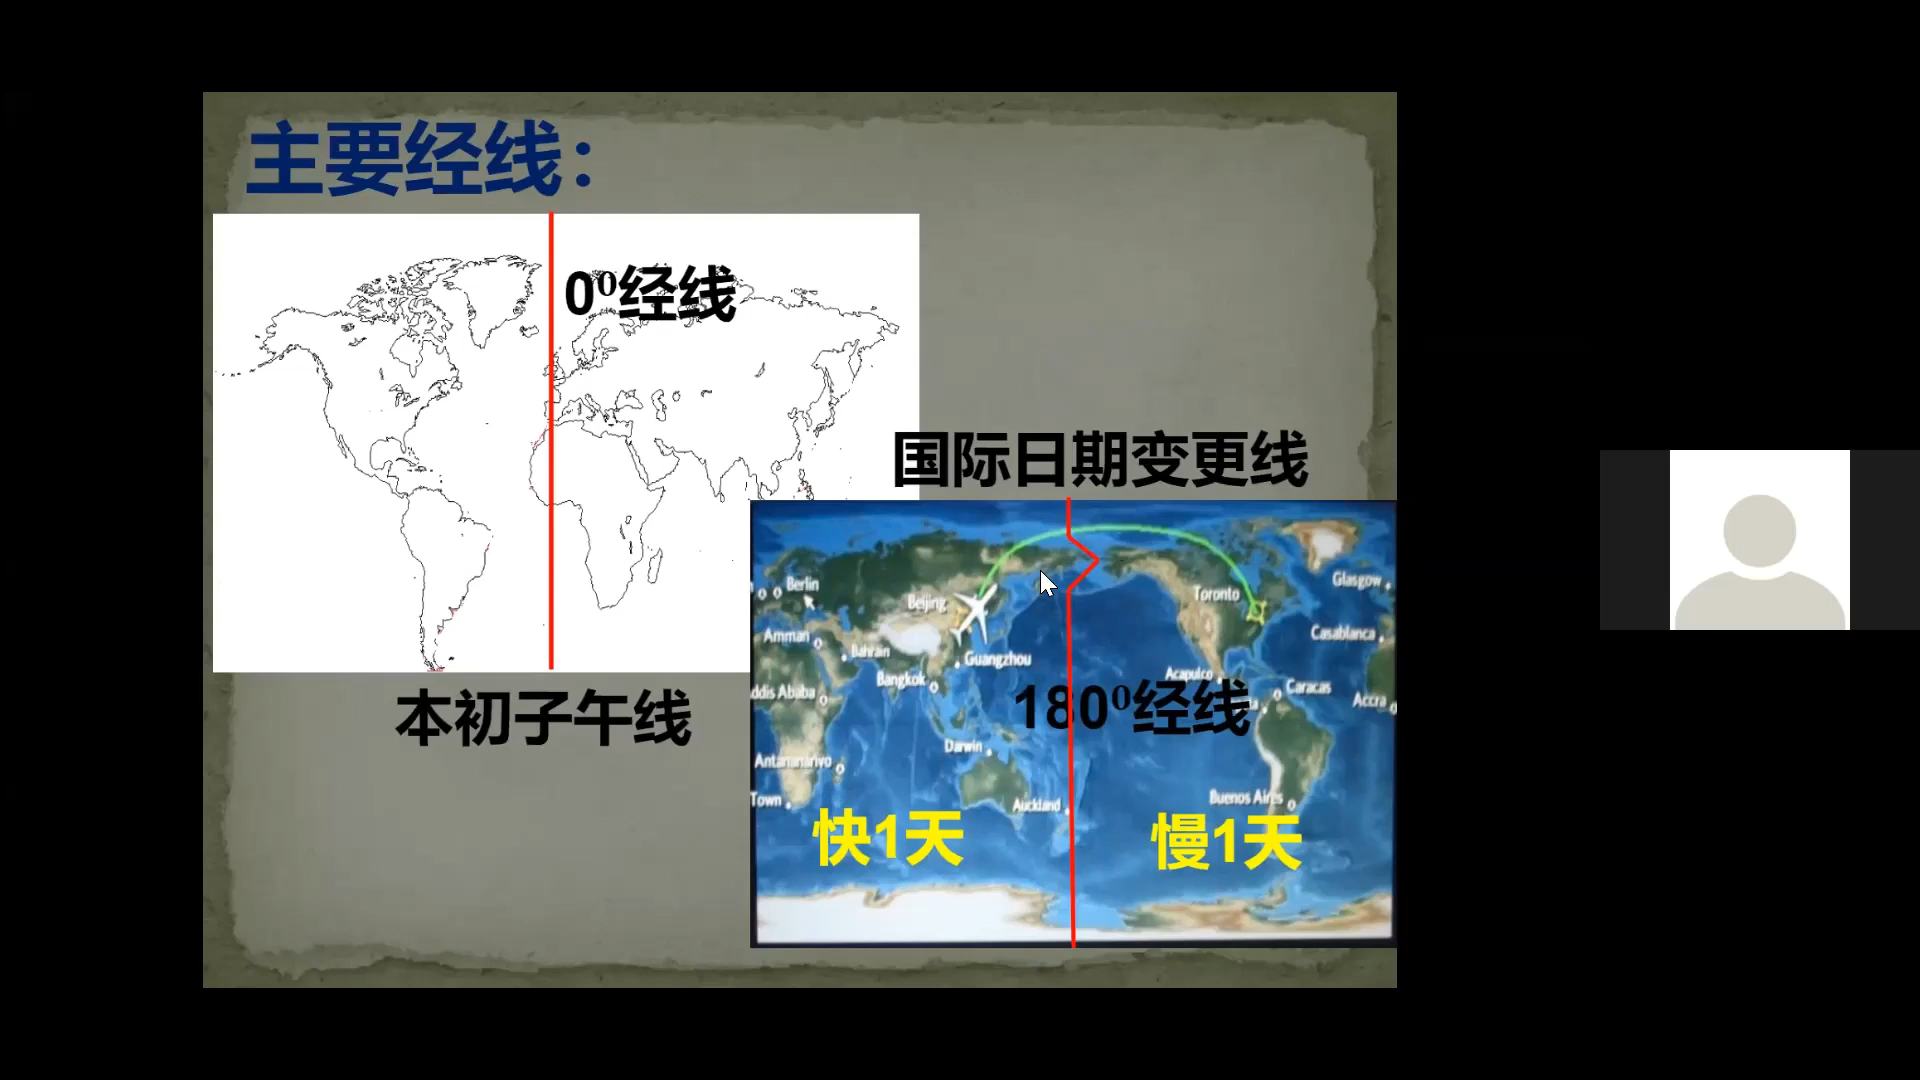 主要经线：
0⁰经线
国际日期变更线
Berlin
Glasgow
Beijing
Toronto
Casablanca
Amman
Bahrain
Guangzhou
Bangkok
Acapulco
Caracas
Accra
ddis Ababa
180⁰经线
本初子午线
Darwin
Antananarivo
Town
Auckland
Buenos Aires
快1天
慢1天